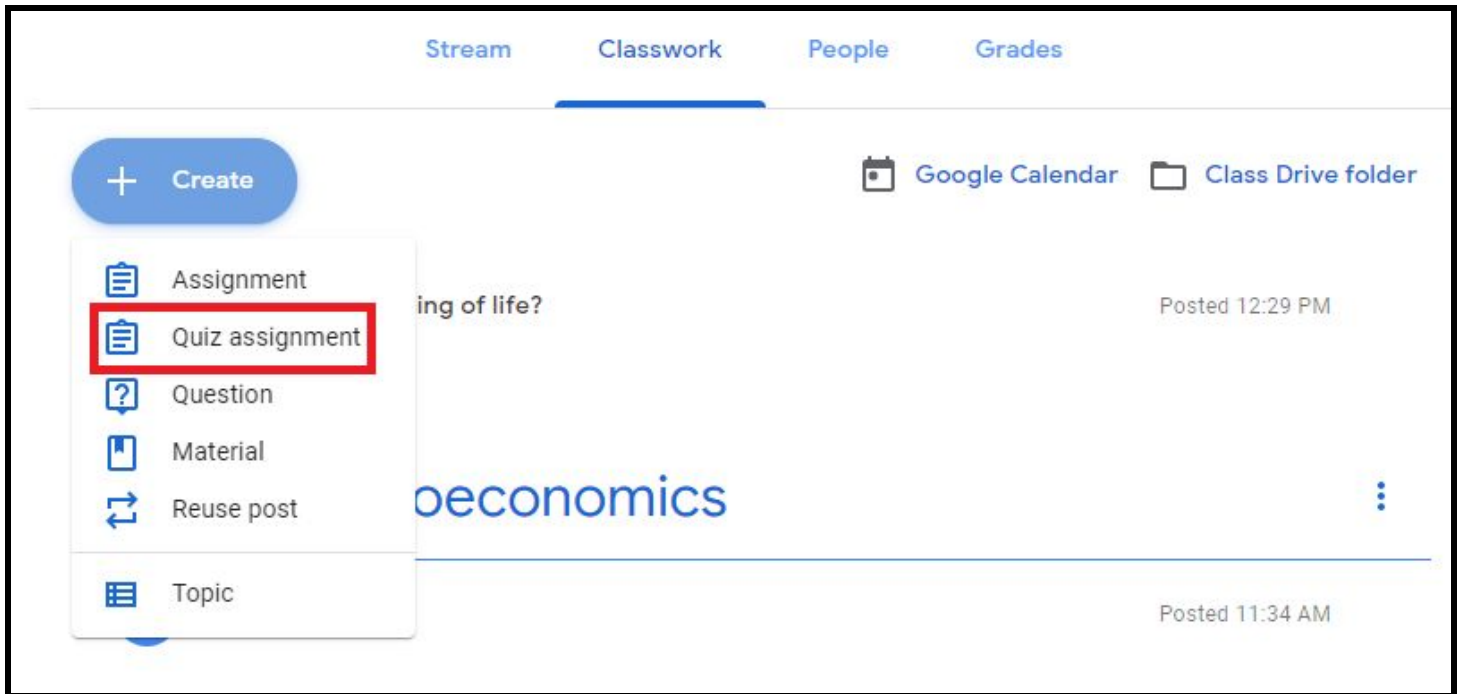 Stream Classwork People Grades
Create
Google Calendar Class Drive folder
Assignment
ing of life? Posted 12:29 PM
Quiz assignment
Question
Material
Reuse post
oeconomics
Topic
Posted 11:34 AM